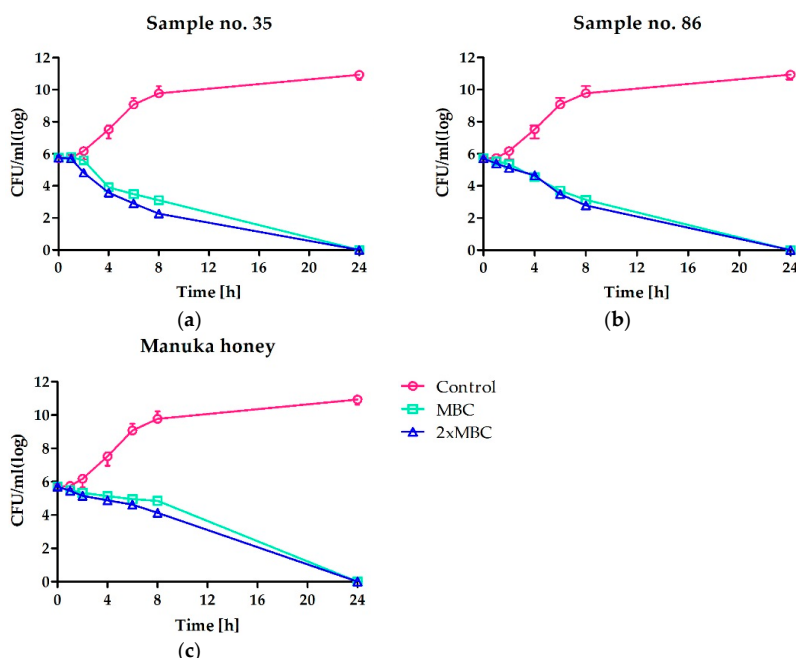 Sample no. 35
12
10
8
6
4
2
0
CFU/ml(log)
0 4 8 12 16 20 24
Time [h]
(a)
Sample no. 86
12
10
8
6
4
2
0
CFU/ml(log)
0 4 8 12 16 20 24
Time [h]
(b)
Manuka honey
12
10
8
6
4
2
0
CFU/ml(log)
0 4 8 12 16 20 24
Time [h]
(c)
Control
MBC
2xMBC